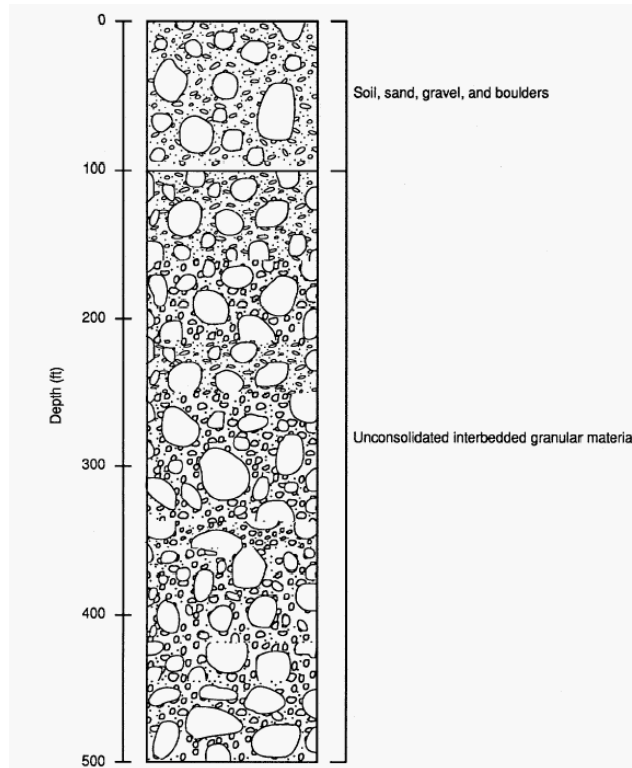 0
Soil, sand, gravel, and boulders
100
200
Depth (ft)
Unconsolidated interbedded granular materia
300
400
500